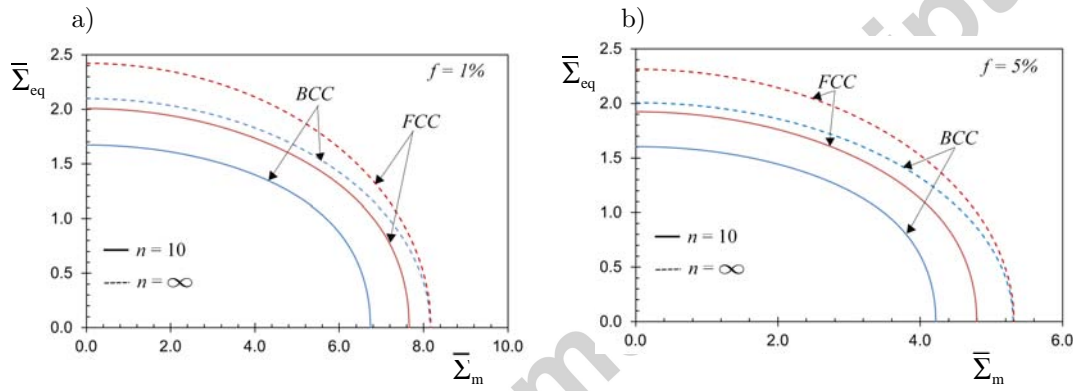 a)
b)
2.5
2.0
1.5
1.0
0.5
0.0
Σ̅eq
f = 1%
BCC
FCC
n = 10
n = ∞
0.0 2.0 4.0 6.0 8.0 10.0
Σ̅m
2.5
2.0
1.5
1.0
0.5
0.0
Σ̅eq
f = 5%
FCC
BCC
n = 10
n = ∞
0.0 2.0 4.0 6.0
Σ̅m